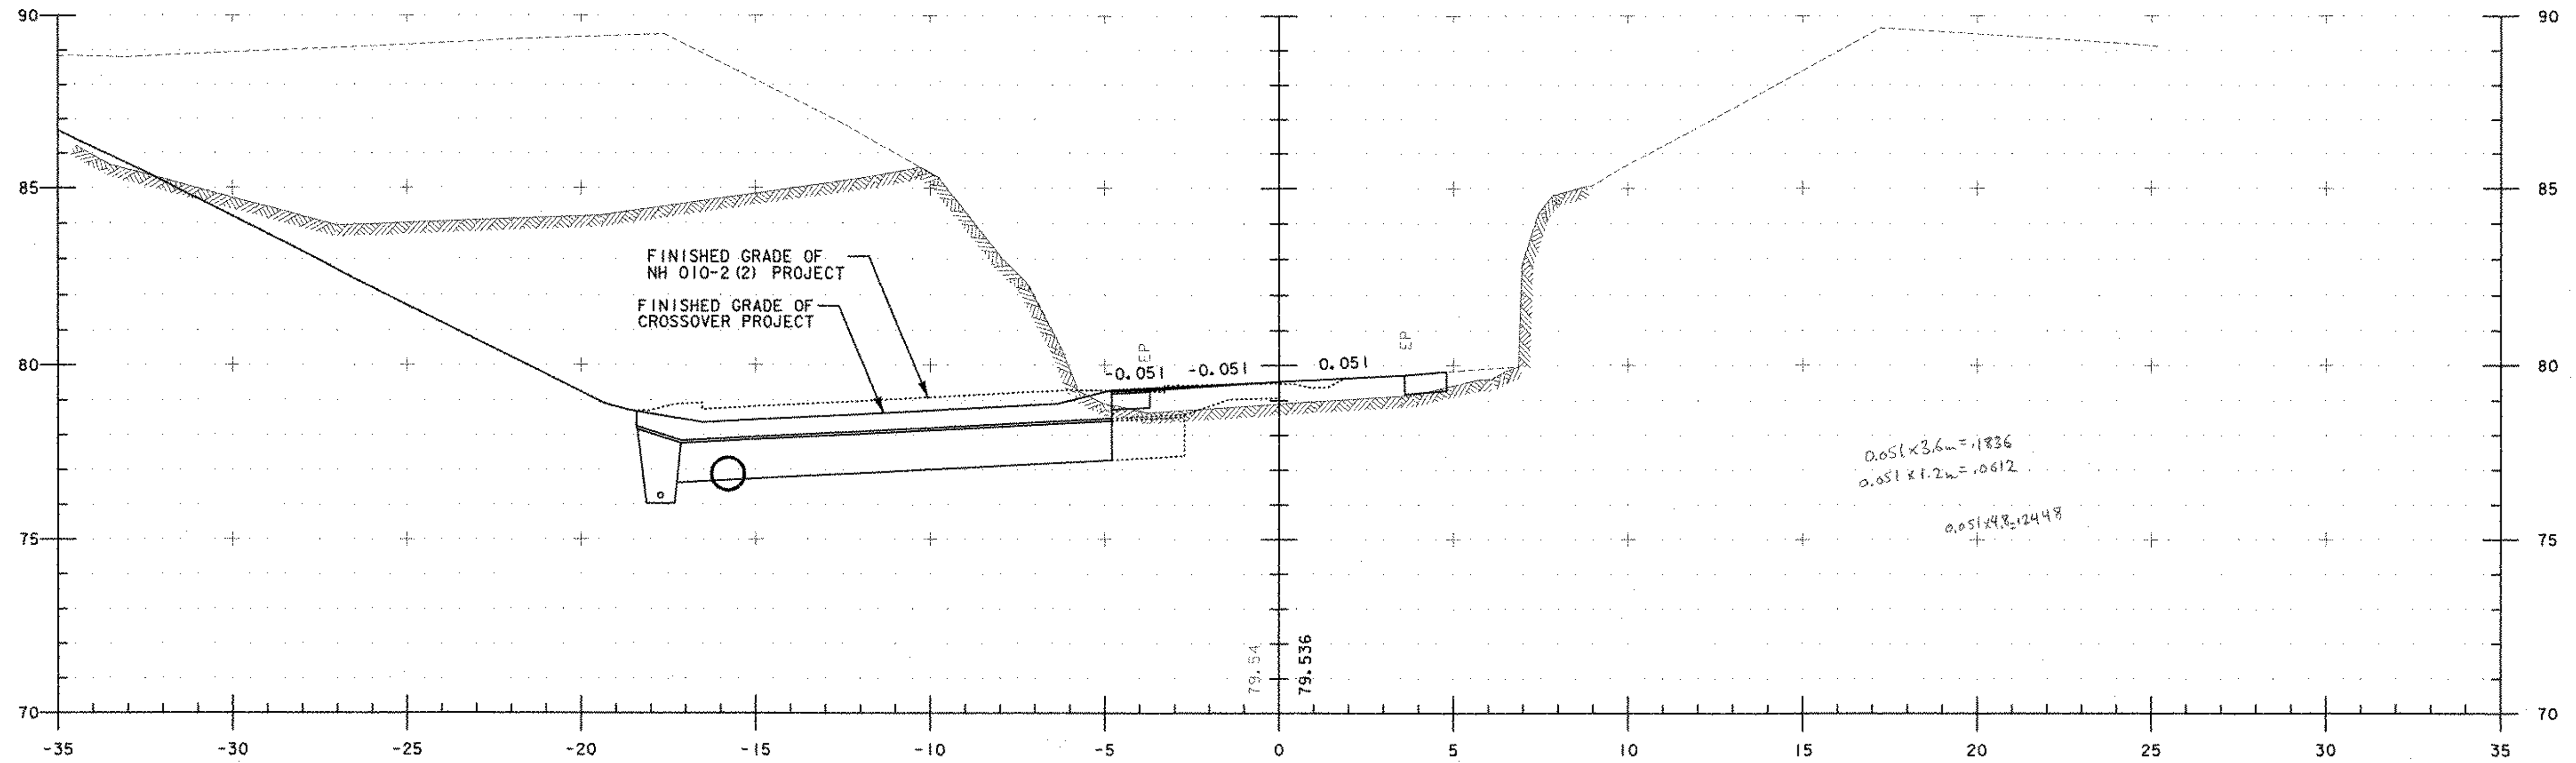 90 90
85 85
FINISHED GRADE OF
NH 010-2 (2) PROJECT
FINISHED GRADE OF
CROSSOVER PROJECT
EP
EP
80 -0.051 -0.051 0.051 80
0.051 x 3.6m = .1836
0.051 x 1.2m = .0612
0.051 x 4.8 = .2448
75 75
79.54
79.536
70 70
-35 -30 -25 -20 -15 -10 -5 0 5 10 15 20 25 30 35